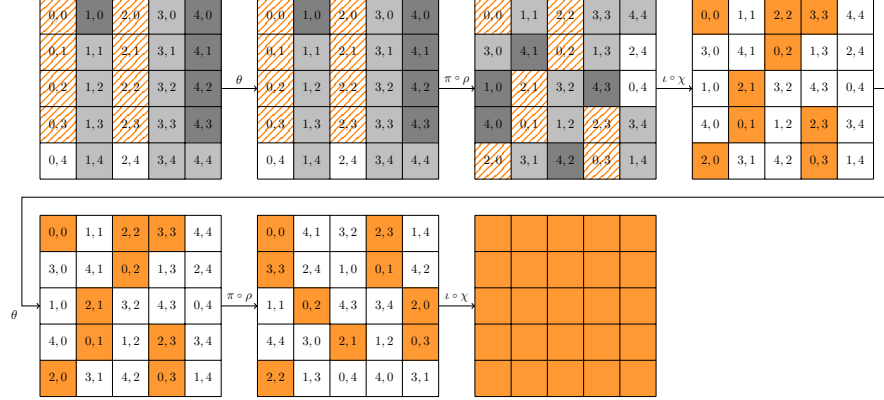 0,0 1,0 2,0 3,0 4,0 0,0 1,0 2,0 3,0 4,0 0,0 1,1 2,2 3,3 4,4 0,0 1,1 2,2 3,3 4,4
0,1 1,1 2,1 3,1 4,1 0,1 1,1 2,1 3,1 4,1 3,0 4,1 0,2 1,3 2,4 3,0 4,1 0,2 1,3 2,4
θ π∘ρ ι∘χ
0,2 1,2 2,2 3,2 4,2 0,2 1,2 2,2 3,2 4,2 1,0 2,1 3,2 4,3 0,4 1,0 2,1 3,2 4,3 0,4
0,3 1,3 2,3 3,3 4,3 0,3 1,3 2,3 3,3 4,3 4,0 0,1 1,2 2,3 3,4 4,0 0,1 1,2 2,3 3,4
0,4 1,4 2,4 3,4 4,4 0,4 1,4 2,4 3,4 4,4 2,0 3,1 4,2 0,3 1,4 2,0 3,1 4,2 0,3 1,4
0,0 1,1 2,2 3,3 4,4 0,0 4,1 3,2 2,3 1,4
3,0 4,1 0,2 1,3 2,4 3,3 2,4 1,0 0,1 4,2
π∘ρ ι∘χ
1,0 2,1 3,2 4,3 0,4 1,1 0,2 4,3 3,4 2,0
θ
4,0 0,1 1,2 2,3 3,4 4,4 3,0 2,1 1,2 0,3
2,0 3,1 4,2 0,3 1,4 2,2 1,3 0,4 4,0 3,1